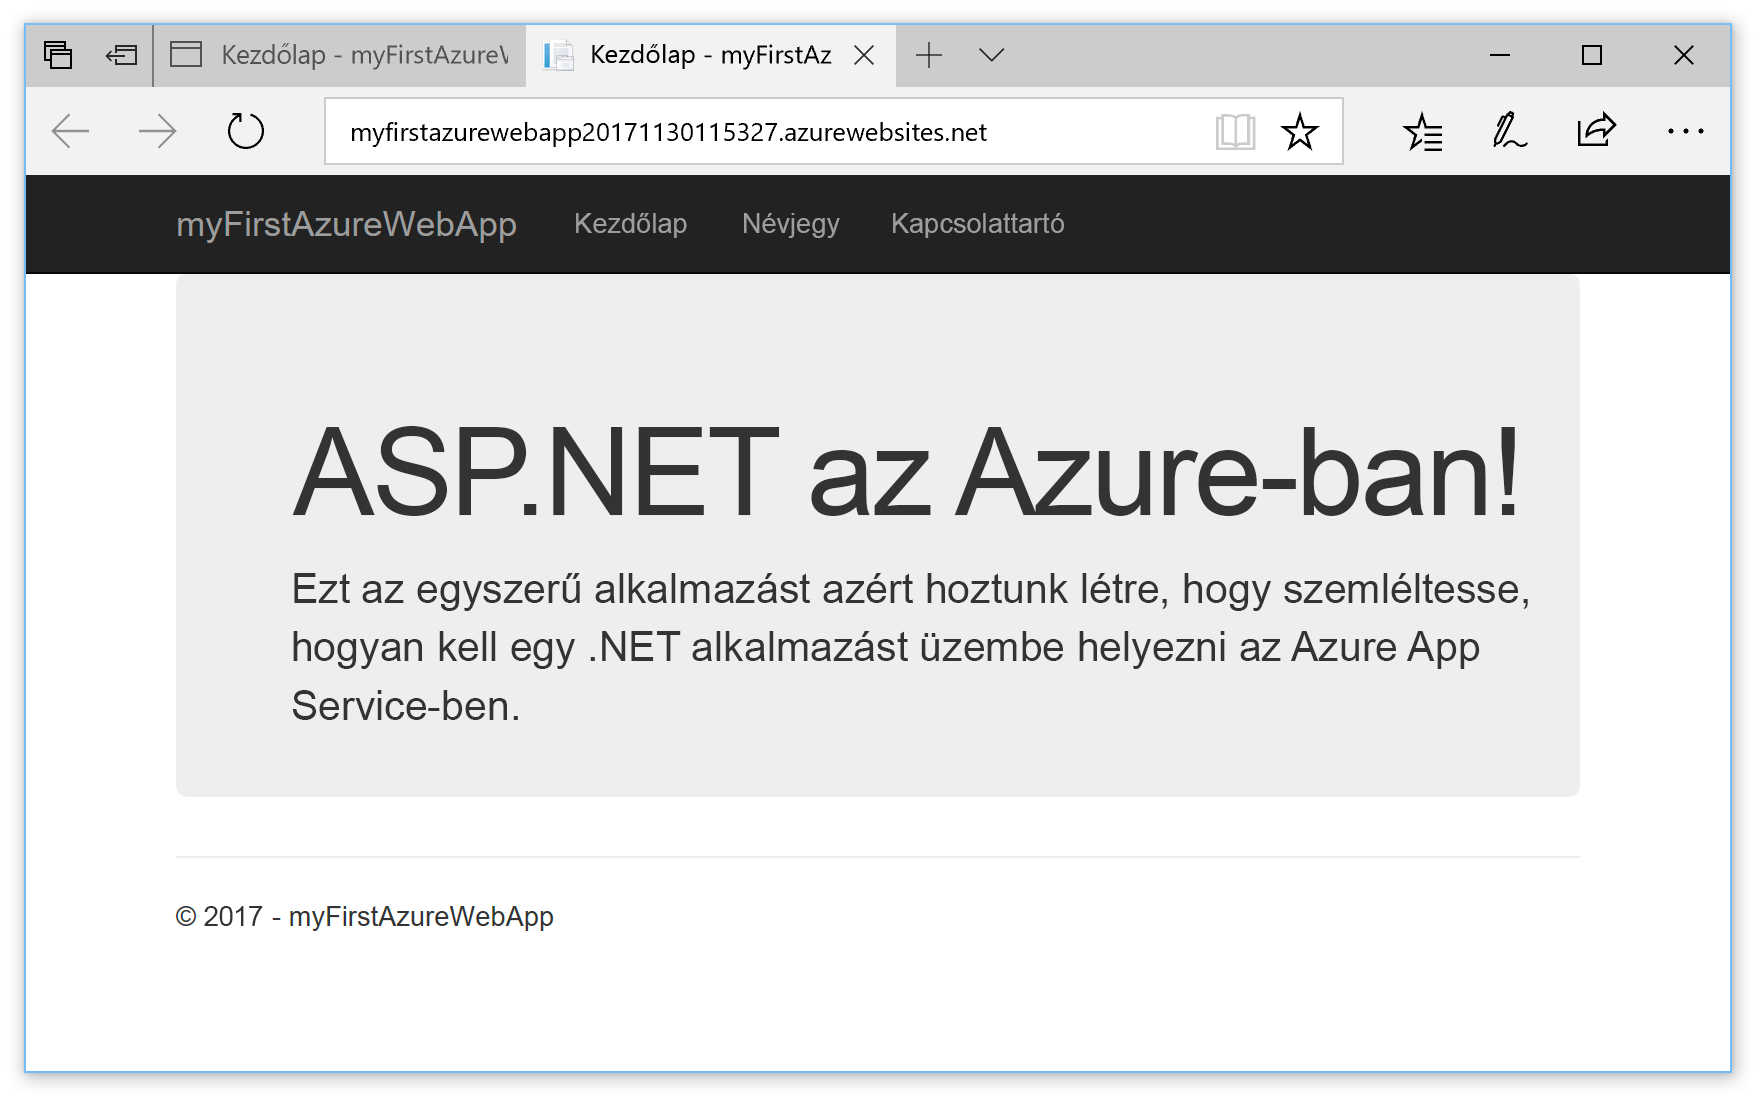 Kezdőlap - myFirstAzure
Kezdőlap - myFirstAz
myfirstazurewebapp20171130115327.azurewebsites.net
myFirstAzureWebApp Kezdőlap Névjegy Kapcsolattartó
ASP.NET az Azure-ban!
Ezt az egyszerű alkalmazást azért hoztunk létre, hogy szemléltesse,
hogyan kell egy .NET alkalmazást üzembe helyezni az Azure App
Service-ben.
© 2017 - myFirstAzureWebApp